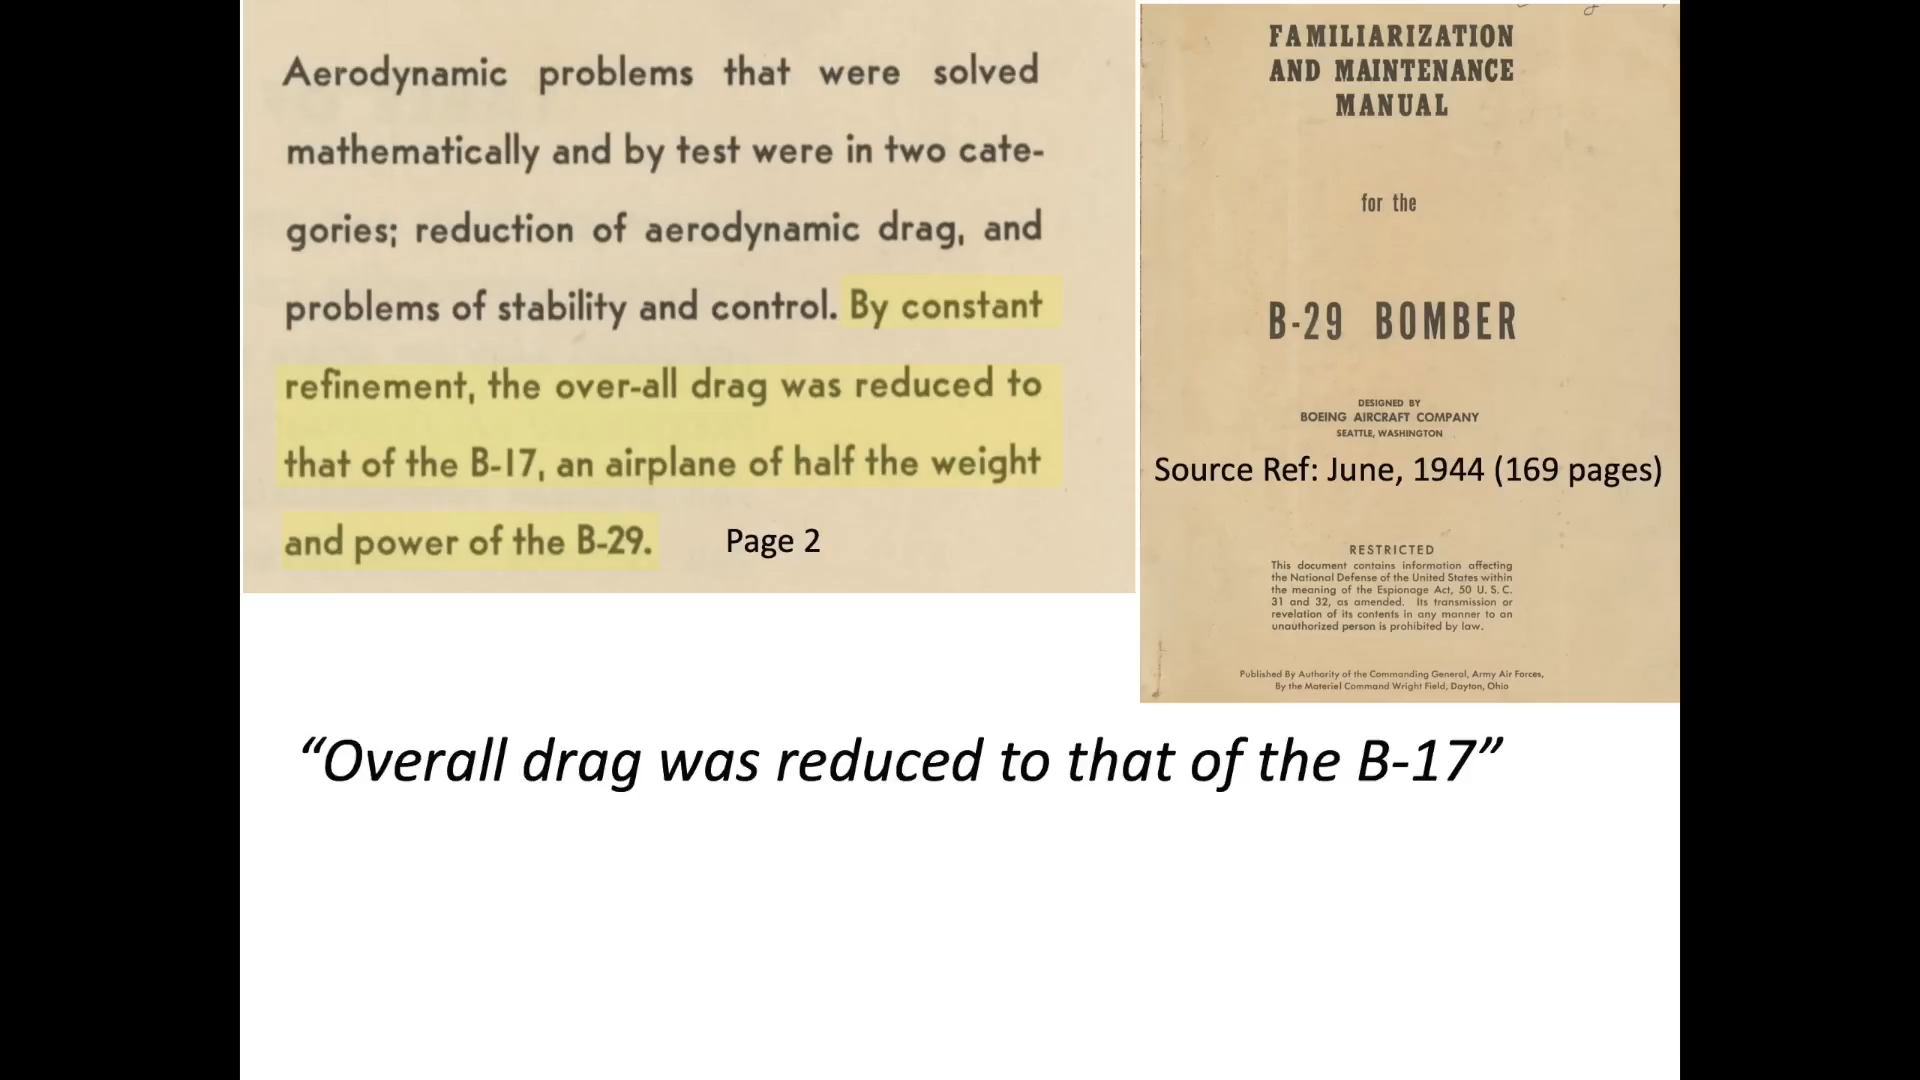 Aerodynamic problems that were solved
mathematically and by test were in two cate-
gories; reduction of aerodynamic drag, and
problems of stability and control. By constant
refinement, the over-all drag was reduced to
that of the B-17, an airplane of half the weight
and power of the B-29.
Page 2
FAMILIARIZATION
AND MAINTENANCE
MANUAL
for the
B-29 BOMBER
DESIGNED BY
BOEING AIRCRAFT COMPANY
SEATTLE, WASHINGTON
Source Ref: June, 1944 (169 pages)
RESTRICTED
This document contains information affecting
the National Defense of the United States within
the meaning of the Espionage Act, 50 U. S. C.
31 and 32, as amended. Its transmission or
revelation of its contents in any manner to an
unauthorized person is prohibited by law.
Published By Authority of the Commanding General, Army Air Forces,
By the Materiel Command Wright Field, Dayton, Ohio
“Overall drag was reduced to that of the B-17”